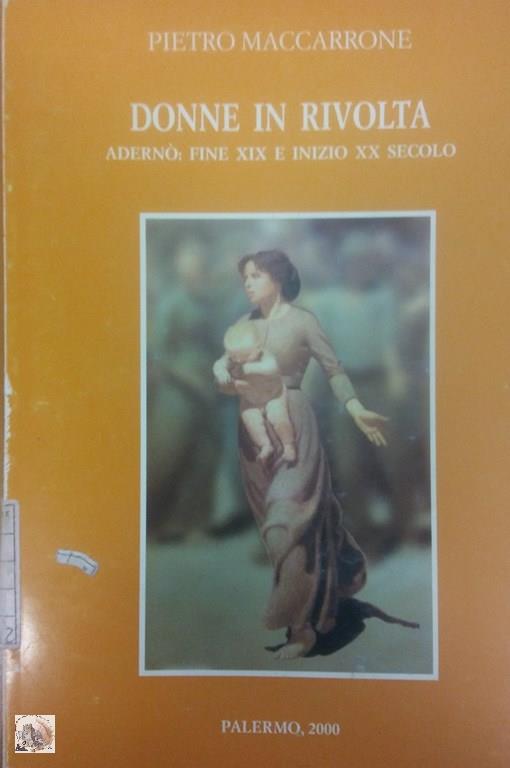 PIETRO MACCARRONE
DONNE IN RIVOLTA
ADERNÒ: FINE XIX E INIZIO XX SECOLO
PALERMO, 2000